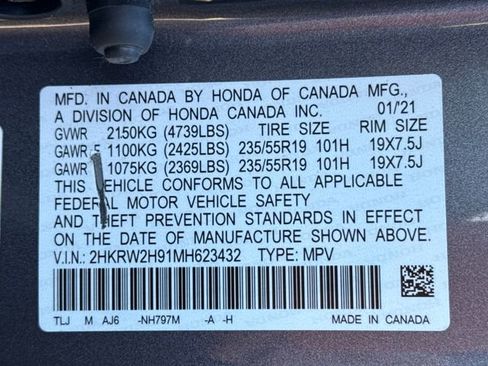 MFD. IN CANADA BY HONDA OF CANADA MFG.,
A DIVISION OF HONDA CANADA INC. 01/'21
GVWR 2150KG (4739LBS) TIRE SIZE RIM SIZE
GAWR 1100KG (2425LBS) 235/55R19 101H 19X7.5J
GAWR 1075KG (2369LBS) 235/55R19 101H 19X7.5J
THIS VEHICLE CONFORMS TO ALL APPLICABLE
FEDERAL MOTOR VEHICLE SAFETY
AND THEFT PREVENTION STANDARDS IN EFFECT
ON THE DATE OF MANUFACTURE SHOWN ABOVE.
V.I.N.: 2HKRW2H91MH623432 TYPE: MPV
TLJ M AJ6 -NH797M -A -H MADE IN CANADA